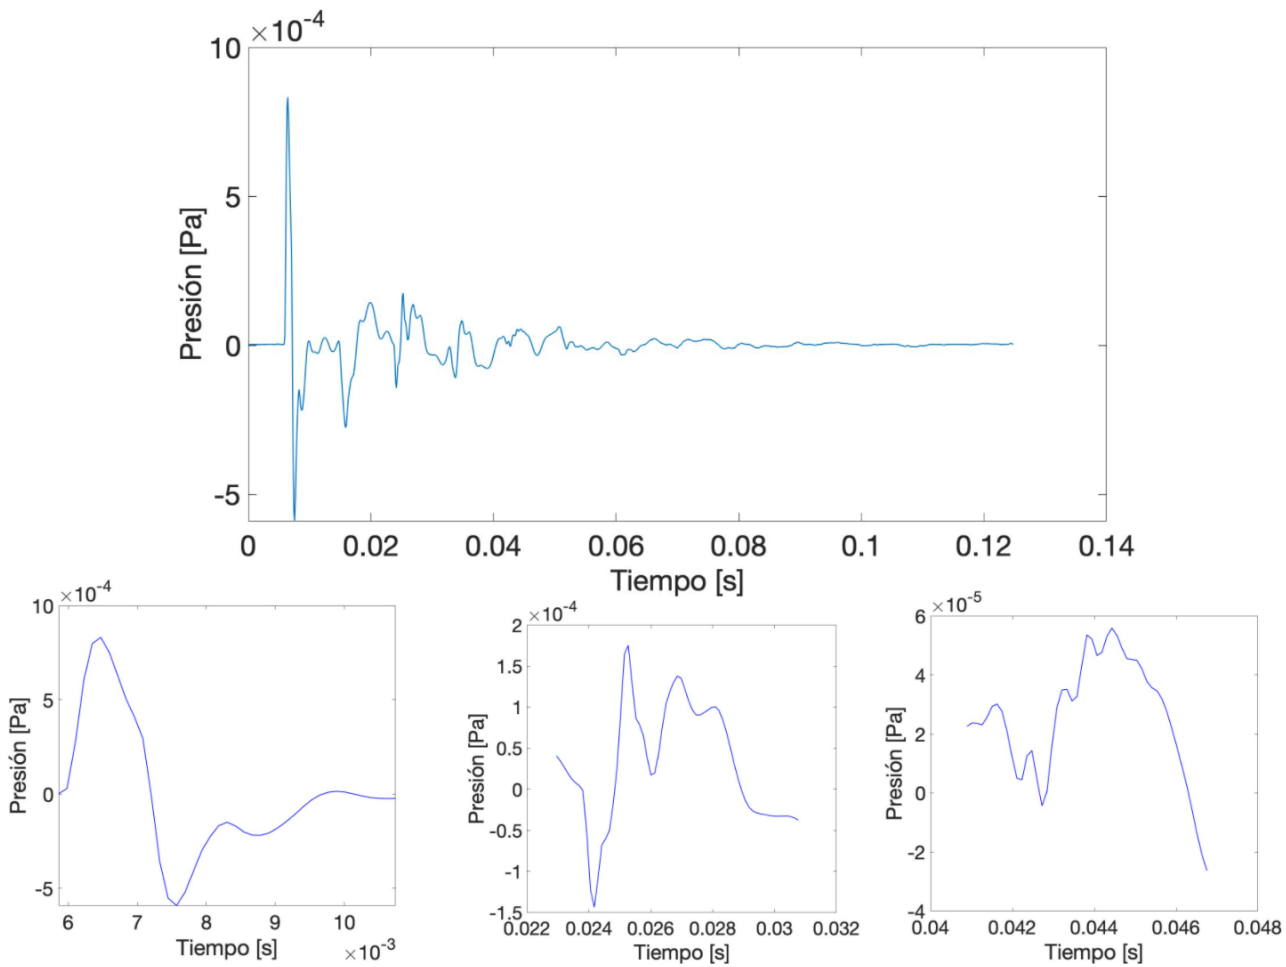 ×10-4
10
5
0
-5
Presión [Pa]
0 0.02 0.04 0.06 0.08 0.1 0.12 0.14
Tiempo [s]
×10-4
10
5
0
-5
Presión [Pa]
6 7 8 9 10
Tiempo [s]
×10-3
×10-4
2
1.5
1
0.5
0
-0.5
-1
-1.5
Presión [Pa]
0.022 0.024 0.026 0.028 0.03 0.032
Tiempo [s]
×10-5
6
4
2
0
-2
-4
Presión [Pa]
0.04 0.042 0.044 0.046 0.048
Tiempo [s]